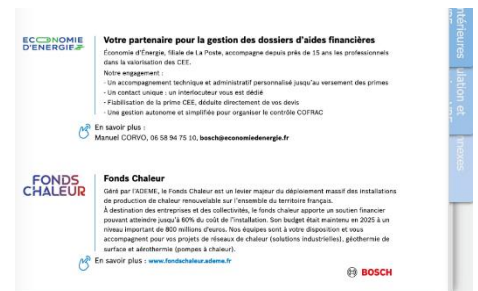 ECONOMIE
D'ENERGIE
Votre partenaire pour la gestion des dossiers d'aides financières
Économie d'Énergie, filiale de La Poste, accompagne depuis près de 15 ans les professionnels
dans la valorisation des CEE.
Notre engagement :
- Un accompagnement technique et administratif personnalisé jusqu'au versement des primes
- Un contact unique : un interlocuteur vous est dédié
- Fiabilisation de la prime CEE, déduite directement de vos devis
- Une gestion autonome et simplifiée pour organiser le contrôle COFRAC
En savoir plus :
Manuel CORVO, 06 58 94 75 10, bosch@economiedenergie.fr
FONDS
CHALEUR
Fonds Chaleur
Géré par l'ADEME, le Fonds Chaleur est un levier majeur du déploiement massif des installations
de production de chaleur renouvelable sur l'ensemble du territoire français.
À destination des entreprises et des collectivités, le fonds chaleur apporte un soutien financier
pouvant atteindre jusqu'à 60% du coût de l'installation. Son budget était maintenu en 2025 à un
niveau important de 800 millions d'euros. Nos équipes sont à votre disposition et vous
accompagnent pour vos projets de réseaux de chaleur (solutions industrielles), géothermie de
surface et aérothermie (pompes à chaleur).
En savoir plus : www.fondschaleur.ademe.fr
BOSCH
ntérieures
ulation et
nnexes